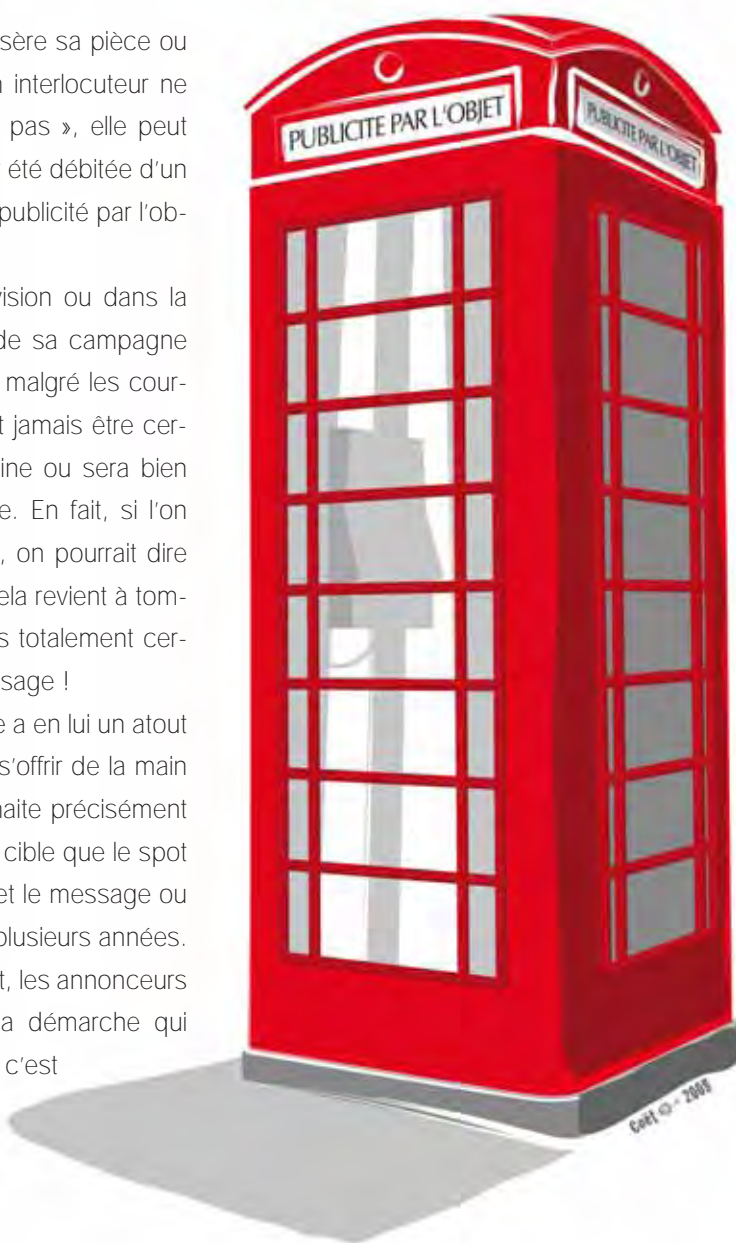 sère sa pièce ou
interlocuteur ne
pas », elle peut
été débitée d'un
publicité par l'ob-
vision ou dans la
de sa campagne
malgré les cour-
t jamais être cer-
ine ou sera bien
e. En fait, si l'on
, on pourrait dire
ela revient à tom-
s totalement cer-
sage !
e a en lui un atout
s'offrir de la main
naite précisément
cible que le spot
et le message ou
plusieurs années.
t, les annonceurs
a démarche qui
c'est
PUBLICITE PAR L'OBJET
PUBLICITE PAR L'OBJET
Goët © - 2009